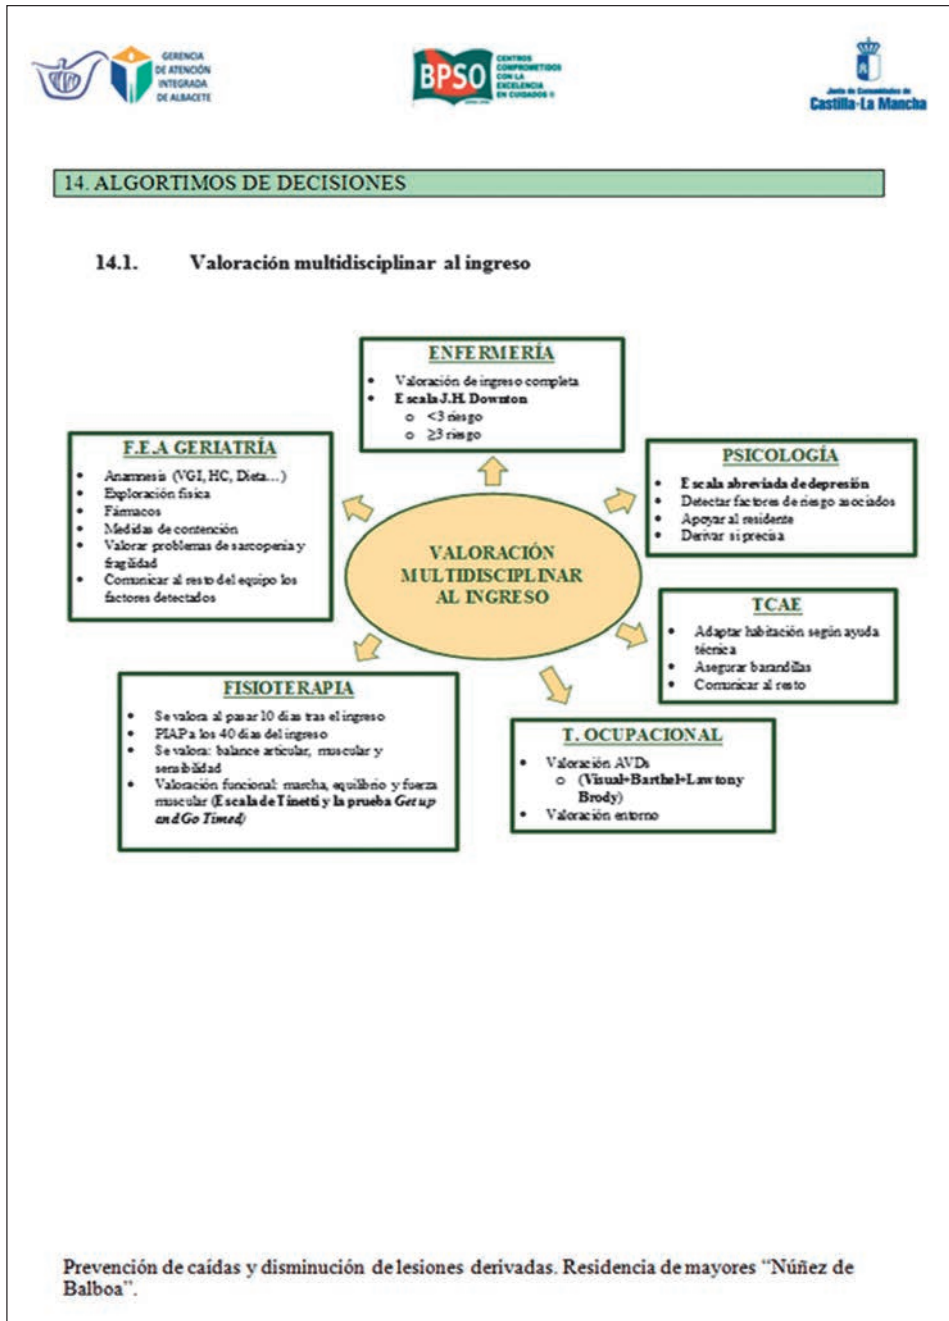 GERENCIA
DE ATENCIÓN
INTEGRADA
DE ALBACETE
BPSO
CENTROS
COMPROMETIDOS
CON LA
EXCELENCIA
EN CUIDADOS ®
Junta de Comunidades de
Castilla-La Mancha
14. ALGORTIMOS DE DECISIONES
14.1. Valoración multidisciplinar al ingreso
ENFERMERÍA
• Valoración de ingreso completa
• Escala J.H. Downton
o <3 riesgo
o ≥3 riesgo
F.E.A GERIATRÍA
• Anamnesis (VGI, HC, Dieta…)
• Exploración física
• Fármacos
• Medidas de contención
• Valorar problemas de sarcopenia y
fragilidad
• Comunicar al resto del equipo los
factores detectados
PSICOLOGÍA
• Escala abreviada de depresión
• Detectar factores de riesgo asociados
• Apoyar al residente
• Derivar si precisa
VALORACIÓN
MULTIDISCIPLINAR
AL INGRESO
TCAE
• Adaptar habitación según ayuda
técnica
• Asegurar barandillas
• Comunicar al resto
FISIOTERAPIA
• Se valora al pasar 10 días tras el ingreso
• PIAP a los 40 días del ingreso
• Se valora: balance articular, muscular y
sensibilidad
• Valoración funcional: marcha, equilibrio y fuerza
muscular (Escala de Tinetti y la prueba Get up
and Go Timed)
T. OCUPACIONAL
• Valoración AVDs
o (Visual+Barthel+Lawton y
Brody)
• Valoración entorno
Prevención de caídas y disminución de lesiones derivadas. Residencia de mayores “Núñez de
Balboa”.